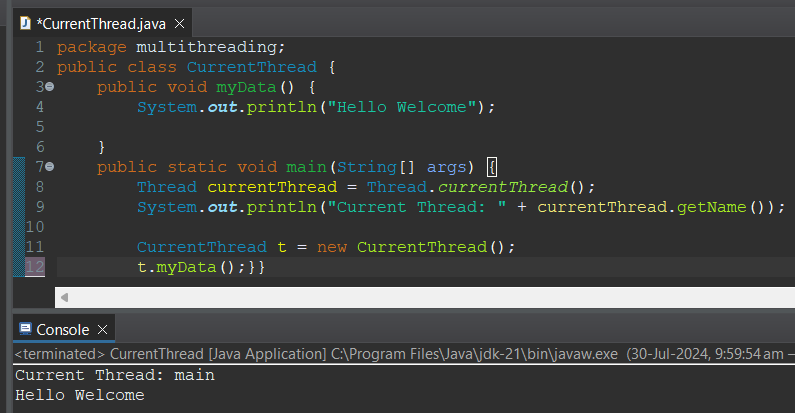 *CurrentThread.java
1 package multithreading;
2 public class CurrentThread {
3 public void myData() {
4 System.out.println("Hello Welcome");
5
6 }
7 public static void main(String[] args) {
8 Thread currentThread = Thread.currentThread();
9 System.out.println("Current Thread: " + currentThread.getName());
10
11 CurrentThread t = new CurrentThread();
12 t.myData();}}
Console
<terminated> CurrentThread [Java Application] C:\Program Files\Java\jdk-21\bin\javaw.exe (30-Jul-2024, 9:59:54 am –
Current Thread: main
Hello Welcome